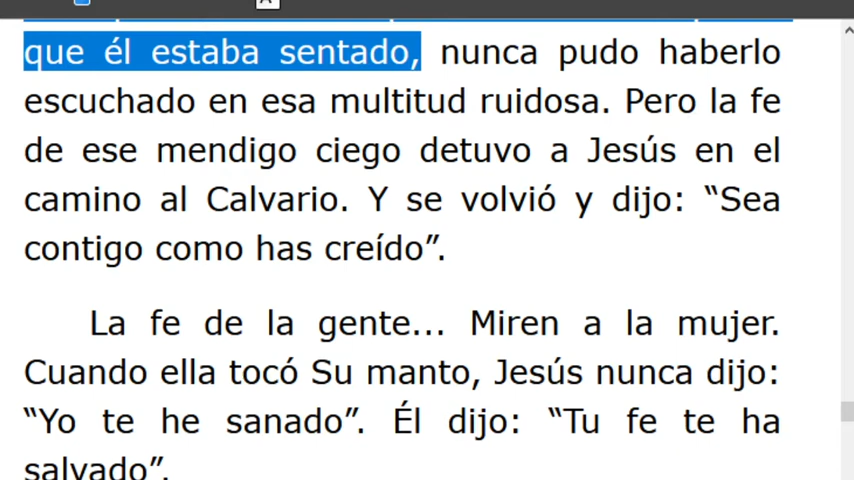 que él estaba sentado, nunca pudo haberlo
escuchado en esa multitud ruidosa. Pero la fe
de ese mendigo ciego detuvo a Jesús en el
camino al Calvario. Y se volvió y dijo: “Sea
contigo como has creído”.
La fe de la gente... Miren a la mujer.
Cuando ella tocó Su manto, Jesús nunca dijo:
“Yo te he sanado”. Él dijo: “Tu fe te ha
salvado”.